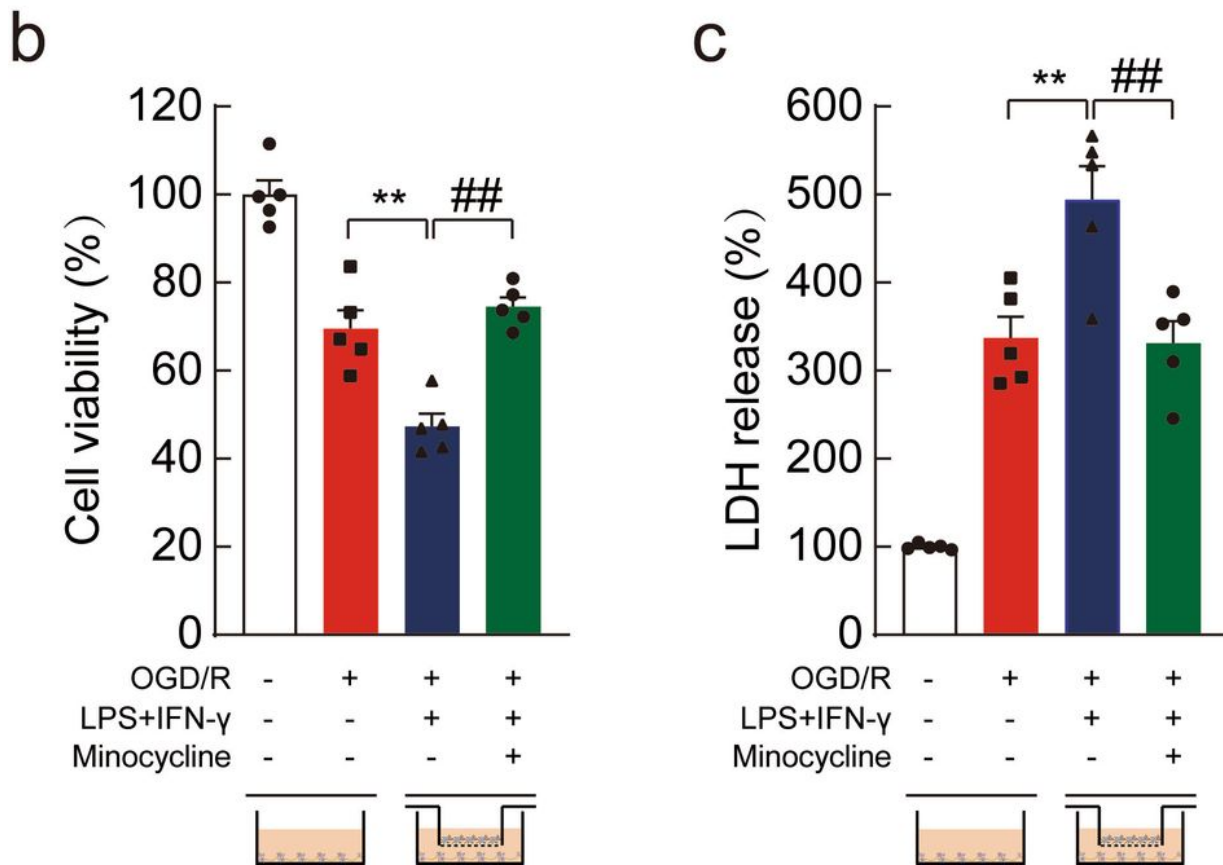 b
Cell viability (%)
120
100
80
60
40
20
0
** ##
OGD/R - + + +
LPS+IFN-γ - - + +
Minocycline - - - +
c
LDH release (%)
600
500
400
300
200
100
0
** ##
OGD/R - + + +
LPS+IFN-γ - - + +
Minocycline - - - +